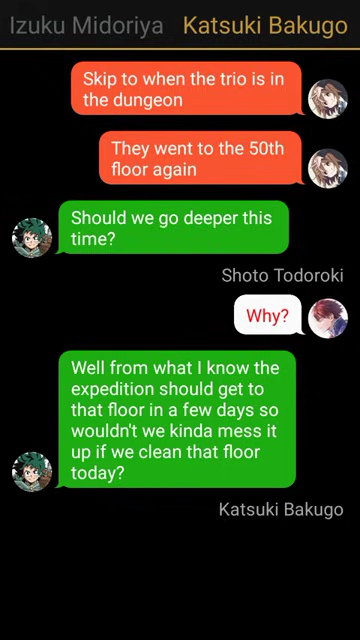 Izuku Midoriya Katsuki Bakugo
Skip to when the trio is in
the dungeon
They went to the 50th
floor again
Should we go deeper this
time?
Shoto Todoroki
Why?
Well from what I know the
expedition should get to
that floor in a few days so
wouldn't we kinda mess it
up if we clean that floor
today?
Katsuki Bakugo